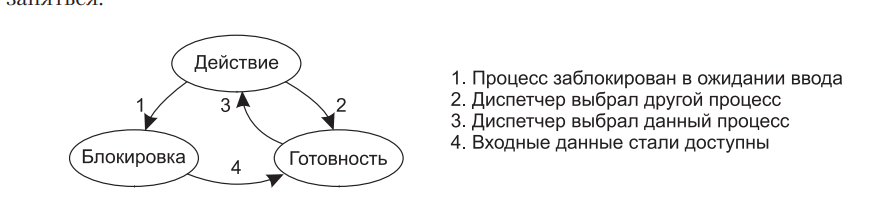 заняться.
Действие
1
3
2
Блокировка
4
Готовность
1. Процесс заблокирован в ожидании ввода
2. Диспетчер выбрал другой процесс
3. Диспетчер выбрал данный процесс
4. Входные данные стали доступны